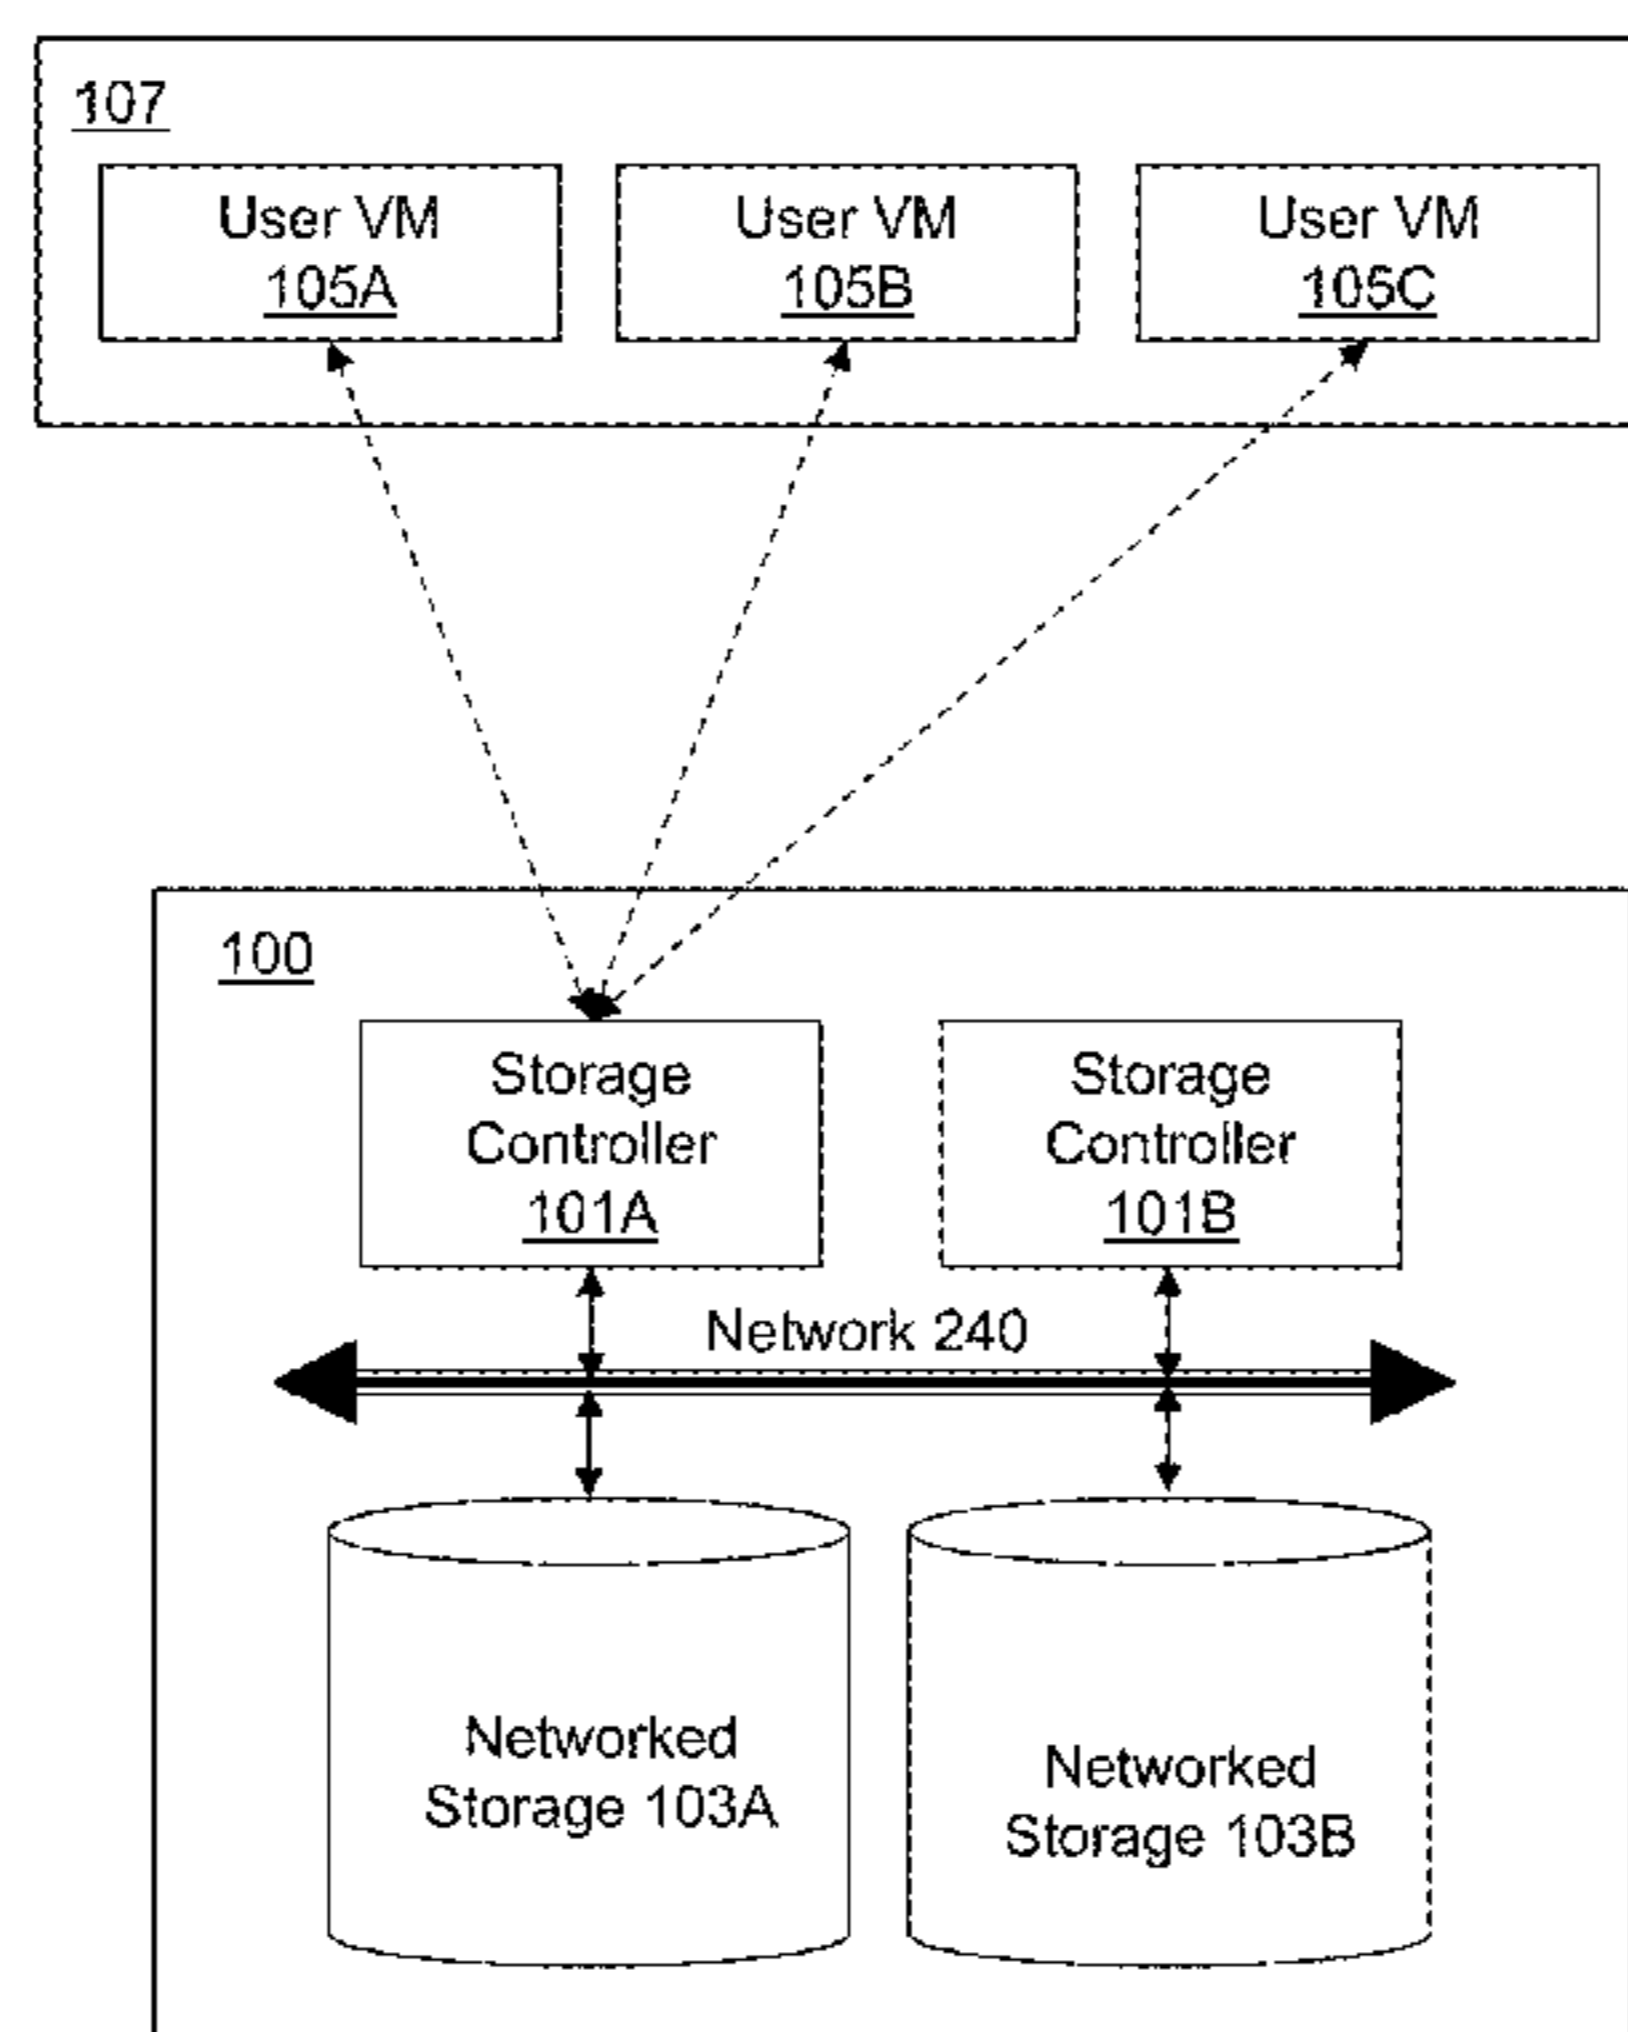 107
User VM
105A
User VM
105B
User VM
105C
100
Storage
Controller
101A
Storage
Controller
101B
Network 240
Networked
Storage 103A
Networked
Storage 103B